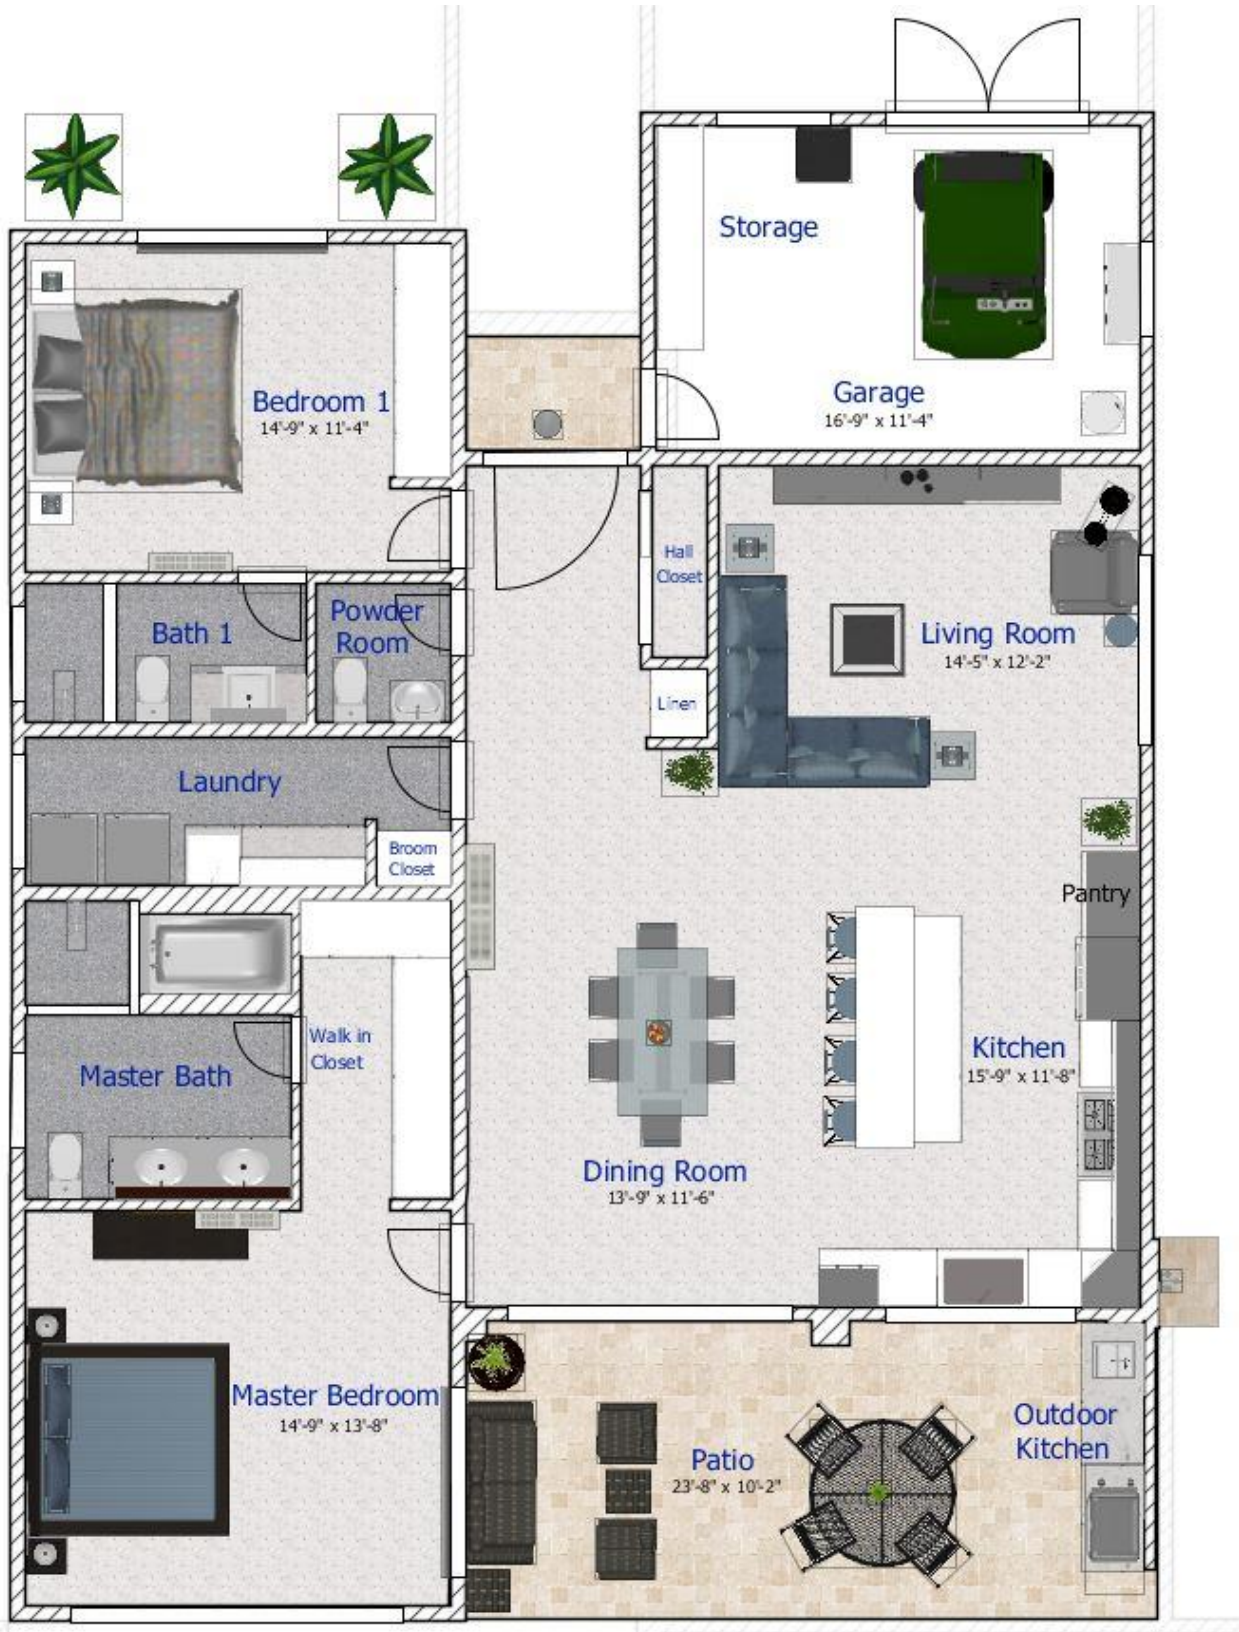 Storage
Garage
16'-9" x 11'-4"
Bedroom 1
14'-9" x 11'-4"
Hall
Closet
Bath 1
Powder
Room
Living Room
14'-5" x 12'-2"
Linen
Laundry
Broom
Closet
Pantry
Walk in
Closet
Master Bath
Kitchen
15'-9" x 11'-8"
Dining Room
13'-9" x 11'-6"
Master Bedroom
14'-9" x 13'-8"
Patio
23'-8" x 10'-2"
Outdoor
Kitchen